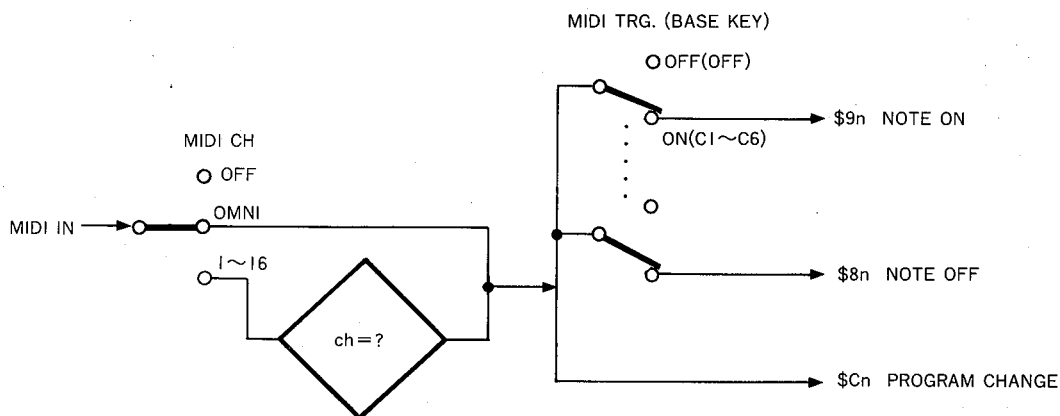 MIDI TRG. (BASE KEY)
OFF(OFF)
$9n NOTE ON
ON(C1~C6)
MIDI CH
OFF
OMNI
MIDI IN
1~16
$8n NOTE OFF
ch=?
$Cn PROGRAM CHANGE